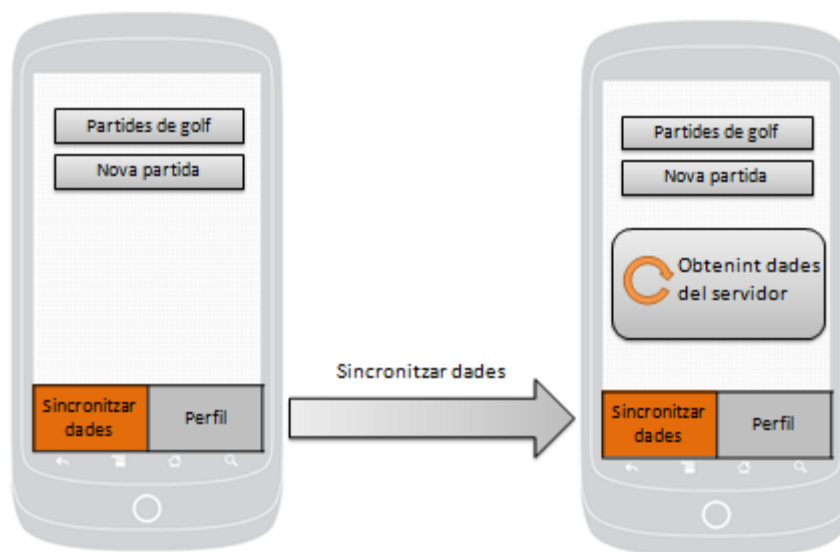 Partides de golf
Nova partida
Sincronitzar
dades
Perfil
Sincronitzar dades
Partides de golf
Nova partida
Obtenint dades
del servidor
Sincronitzar
dades
Perfil